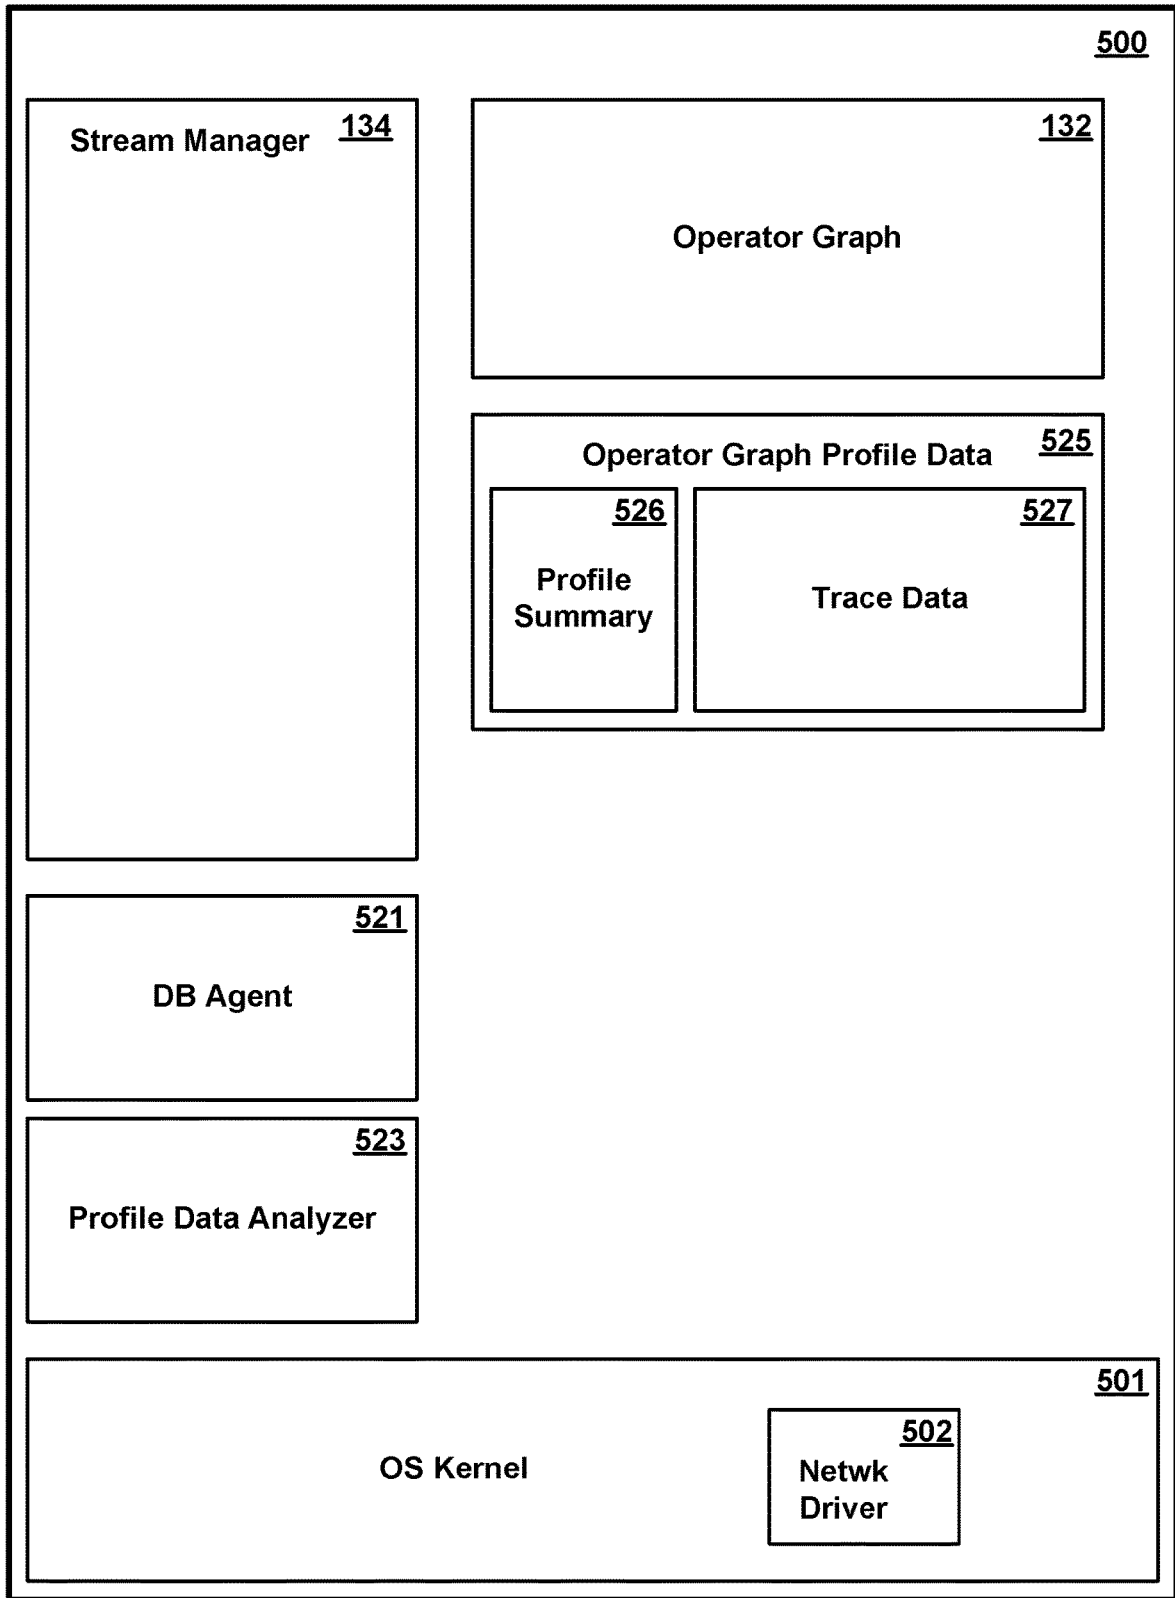 500
Stream Manager 134
132
Operator Graph
Operator Graph Profile Data 525
526
Profile
Summary
527
Trace Data
521
DB Agent
523
Profile Data Analyzer
501
OS Kernel
502
Netwk
Driver